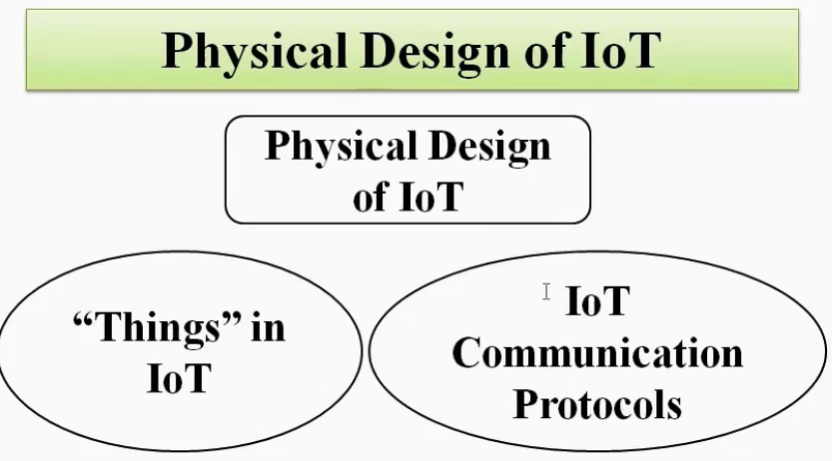 Physical Design of IoT
Physical Design
of IoT
“Things” in
IoT
IoT
Communication
Protocols